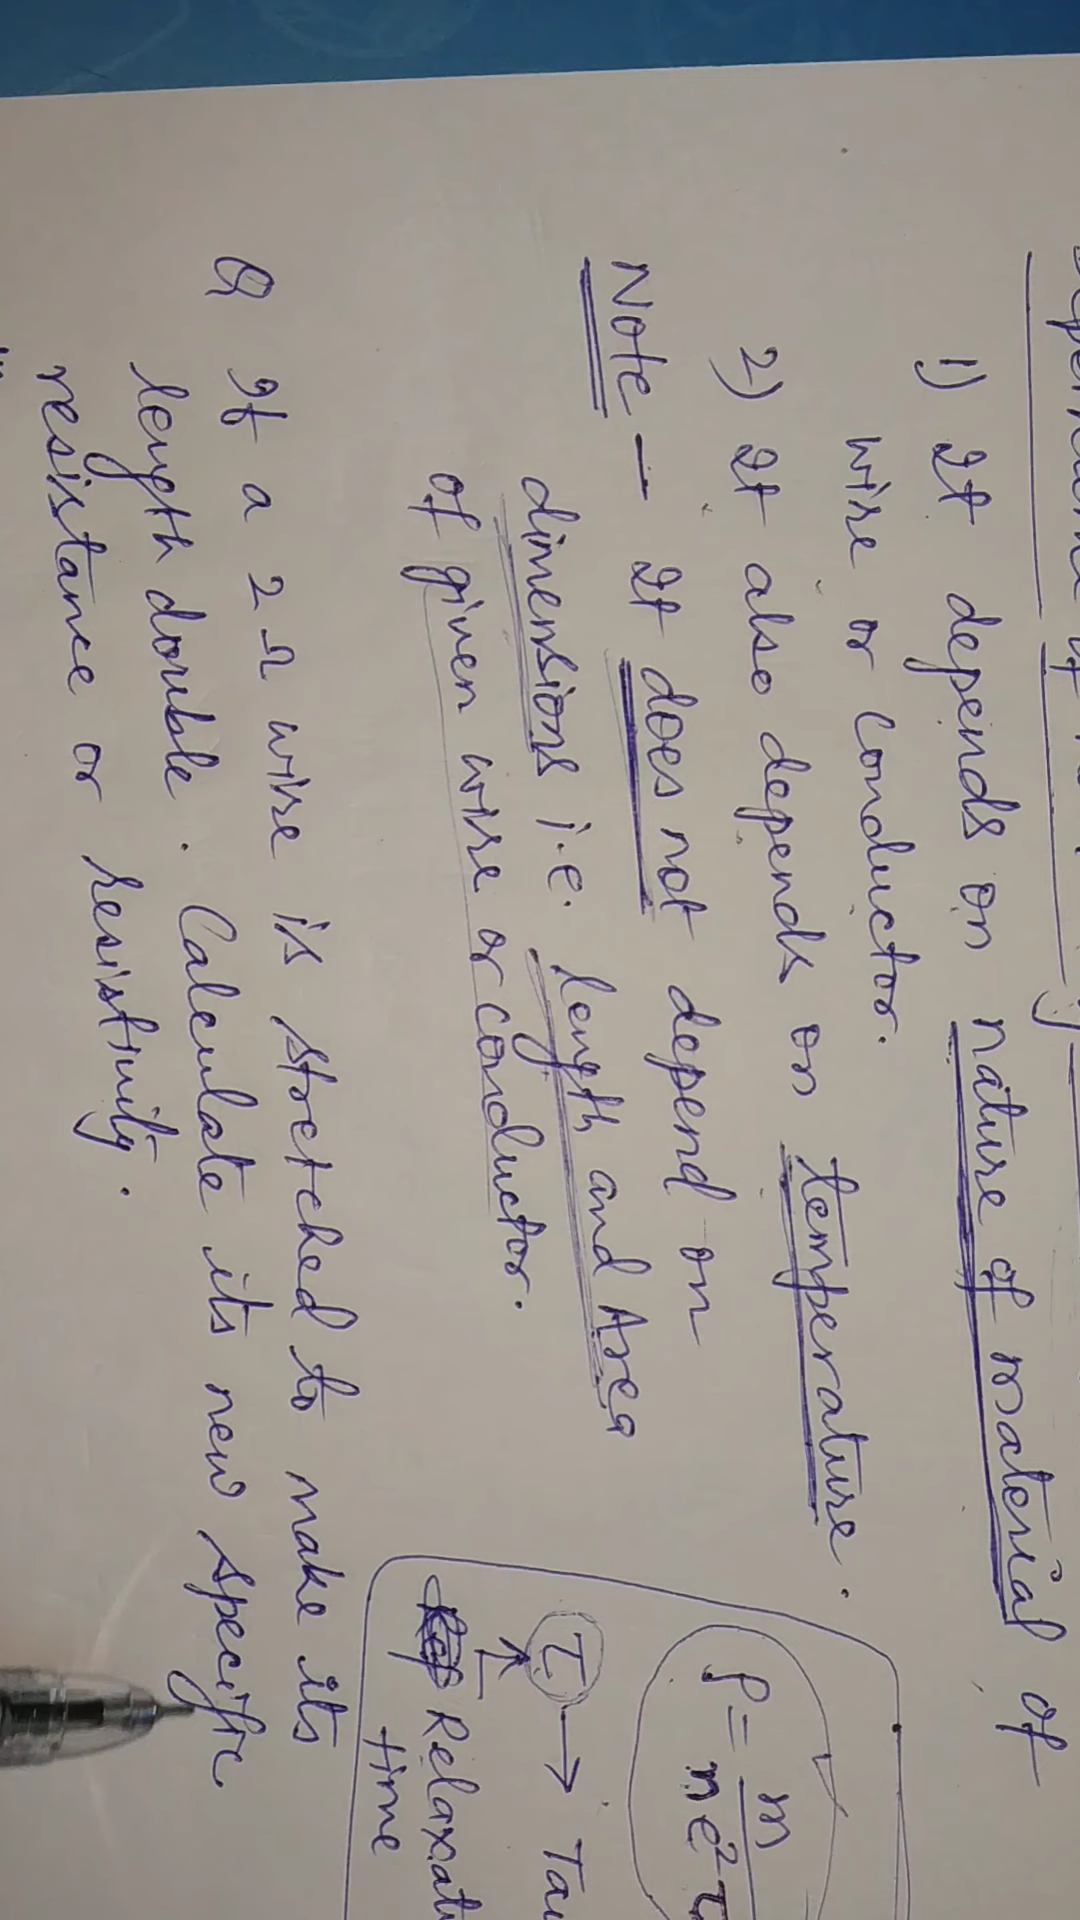 of
1) It depends on nature of material of
wire or conductor.
2) It also depends on temperature.
Note - It does not depend on
dimensions i.e. length and Area
of given wire or conductor.
ρ = m
ne²τ
τ → Tau
Relaxati
time
Q If a 2 Ω wire is stretched to make its
length double. Calculate its new specific
resistance or resistivity.